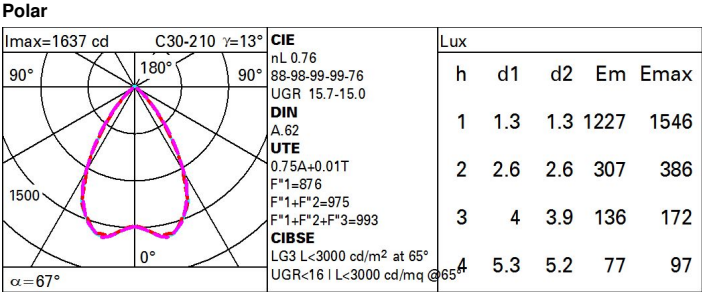 Polar
Imax=1637 cd C30-210 γ=13°
90° 180° 90°
1500
0°
α=67°
CIE
nL 0.76
88-98-99-99-76
UGR 15.7-15.0
DIN
A.62
UTE
0.75A+0.01T
F"1=876
F"1+F"2=975
F"1+F"2+F"3=993
CIBSE
LG3 L<3000 cd/m² at 65°
UGR<16 | L<3000 cd/mq @65°
Lux
h d1 d2 Em Emax
1 1.3 1.3 1227 1546
2 2.6 2.6 307 386
3 4 3.9 136 172
4 5.3 5.2 77 97